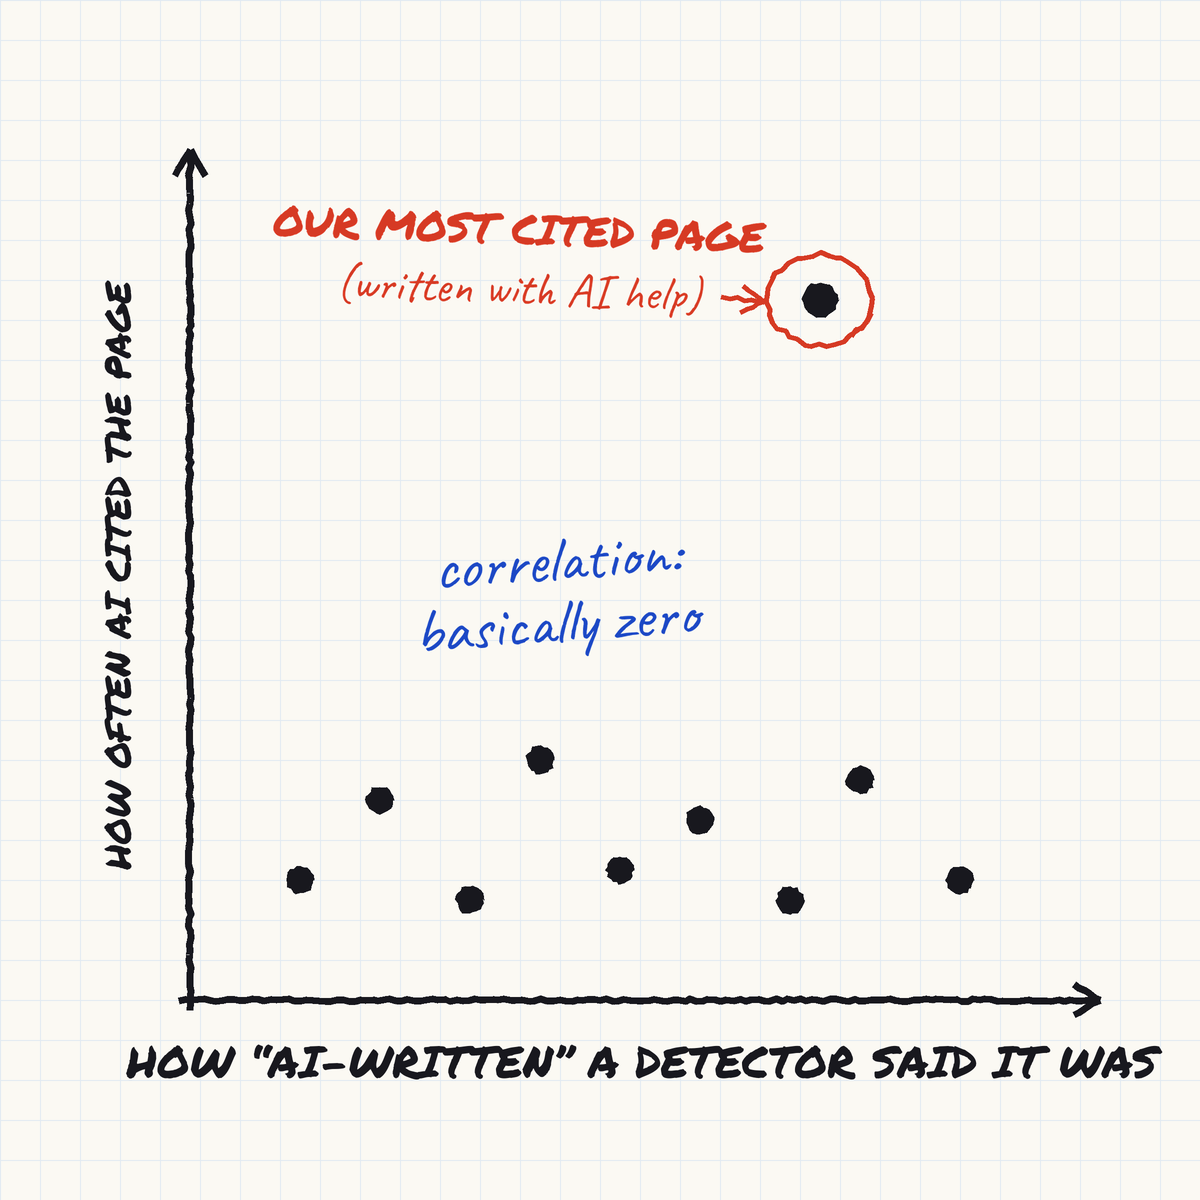 OUR MOST CITED PAGE
(written with AI help)
HOW OFTEN AI CITED THE PAGE
correlation:
basically zero
HOW “AI-WRITTEN” A DETECTOR SAID IT WAS